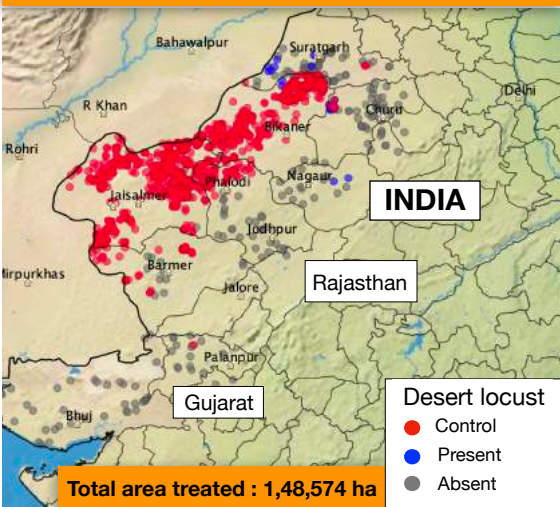 Bahawalpur
Suratgarh
Delhi
R Khan
Churu
Bikaner
Rohri
Nagaur
Phalodi
INDIA
Jaisalmer
Jodhpur
Mirpurkhas
Barmer
Rajasthan
Jalore
Palanpur
Gujarat
Bhuj
Desert locust
Control
Present
Absent
Total area treated : 1,48,574 ha